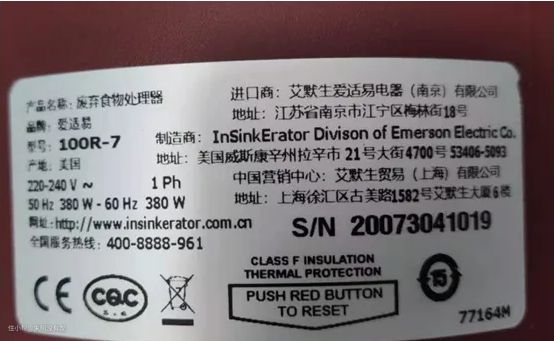 产品名称: 废弃食物处理器
品牌: 爱适易
型号: 100R-7
产地: 美国
220-240 V ~ 1 Ph
50 Hz 380 W - 60 Hz 380 W
网址: http://www.insinkerator.com.cn
全国服务热线: 400-8888-961
进口商: 艾默生爱适易电器(南京)有限公司
地址: 江苏省南京市江宁区梅林街18号
制造商: InSinkErator Divison of Emerson Electric Co.
地址: 美国威斯康辛州拉辛市 21号大街4700号 53406-5093
中国营销中心: 艾默生贸易(上海)有限公司
地址: 上海徐汇区古美路1582号艾默生大厦6楼
S/N 20073041019
CLASS F INSULATION
THERMAL PROTECTION
PUSH RED BUTTON
TO RESET
CE
CQC
15
77164M